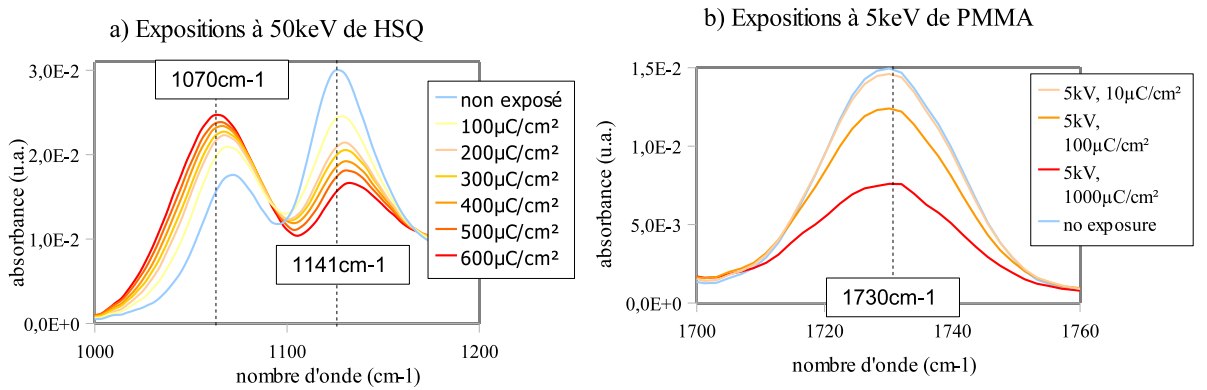 a) Expositions à 50keV de HSQ
3,0E-2
2,0E-2
1,0E-2
0,0E+0
absorbance (u.a.)
1070cm-1
1141cm-1
1000
1100
1200
nombre d'onde (cm-1)
non exposé
100µC/cm²
200µC/cm²
300µC/cm²
400µC/cm²
500µC/cm²
600µC/cm²
b) Expositions à 5keV de PMMA
1,5E-2
1,0E-2
5,0E-3
0,0E+0
absorbance (u.a.)
1730cm-1
1700
1720
1740
1760
nombre d'onde (cm-1)
5kV, 10µC/cm²
5kV,
100µC/cm²
5kV,
1000µC/cm²
no exposure